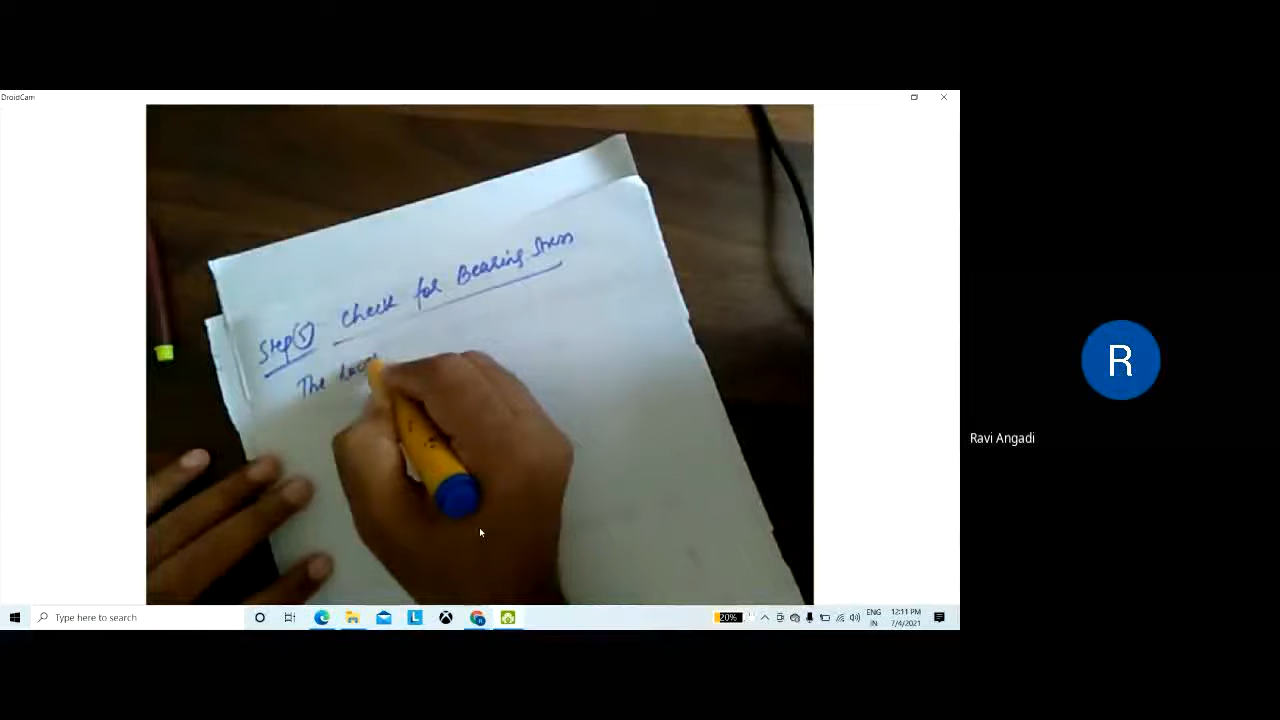 DroidCam
Step (5) Check for Bearing Stress
The
R
Ravi Angadi
Type here to search
20%
ENG
IN
12:11 PM
7/4/2021